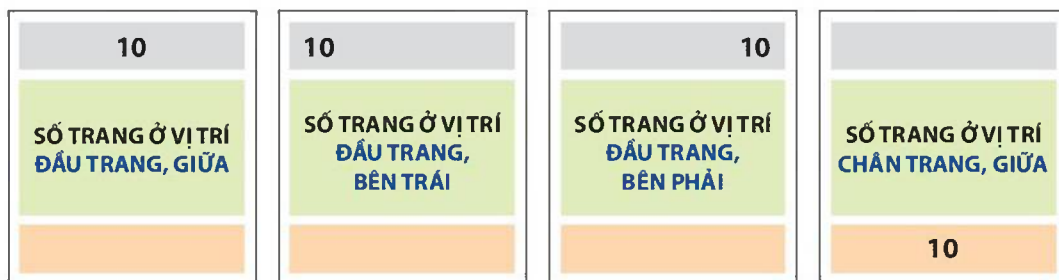 10
SỐ TRANG Ở VỊ TRÍ
ĐẦU TRANG, GIỮA
10
SỐ TRANG Ở VỊ TRÍ
ĐẦU TRANG,
BÊN TRÁI
10
SỐ TRANG Ở VỊ TRÍ
ĐẦU TRANG,
BÊN PHẢI
SỐ TRANG Ở VỊ TRÍ
CHÂN TRANG, GIỮA
10